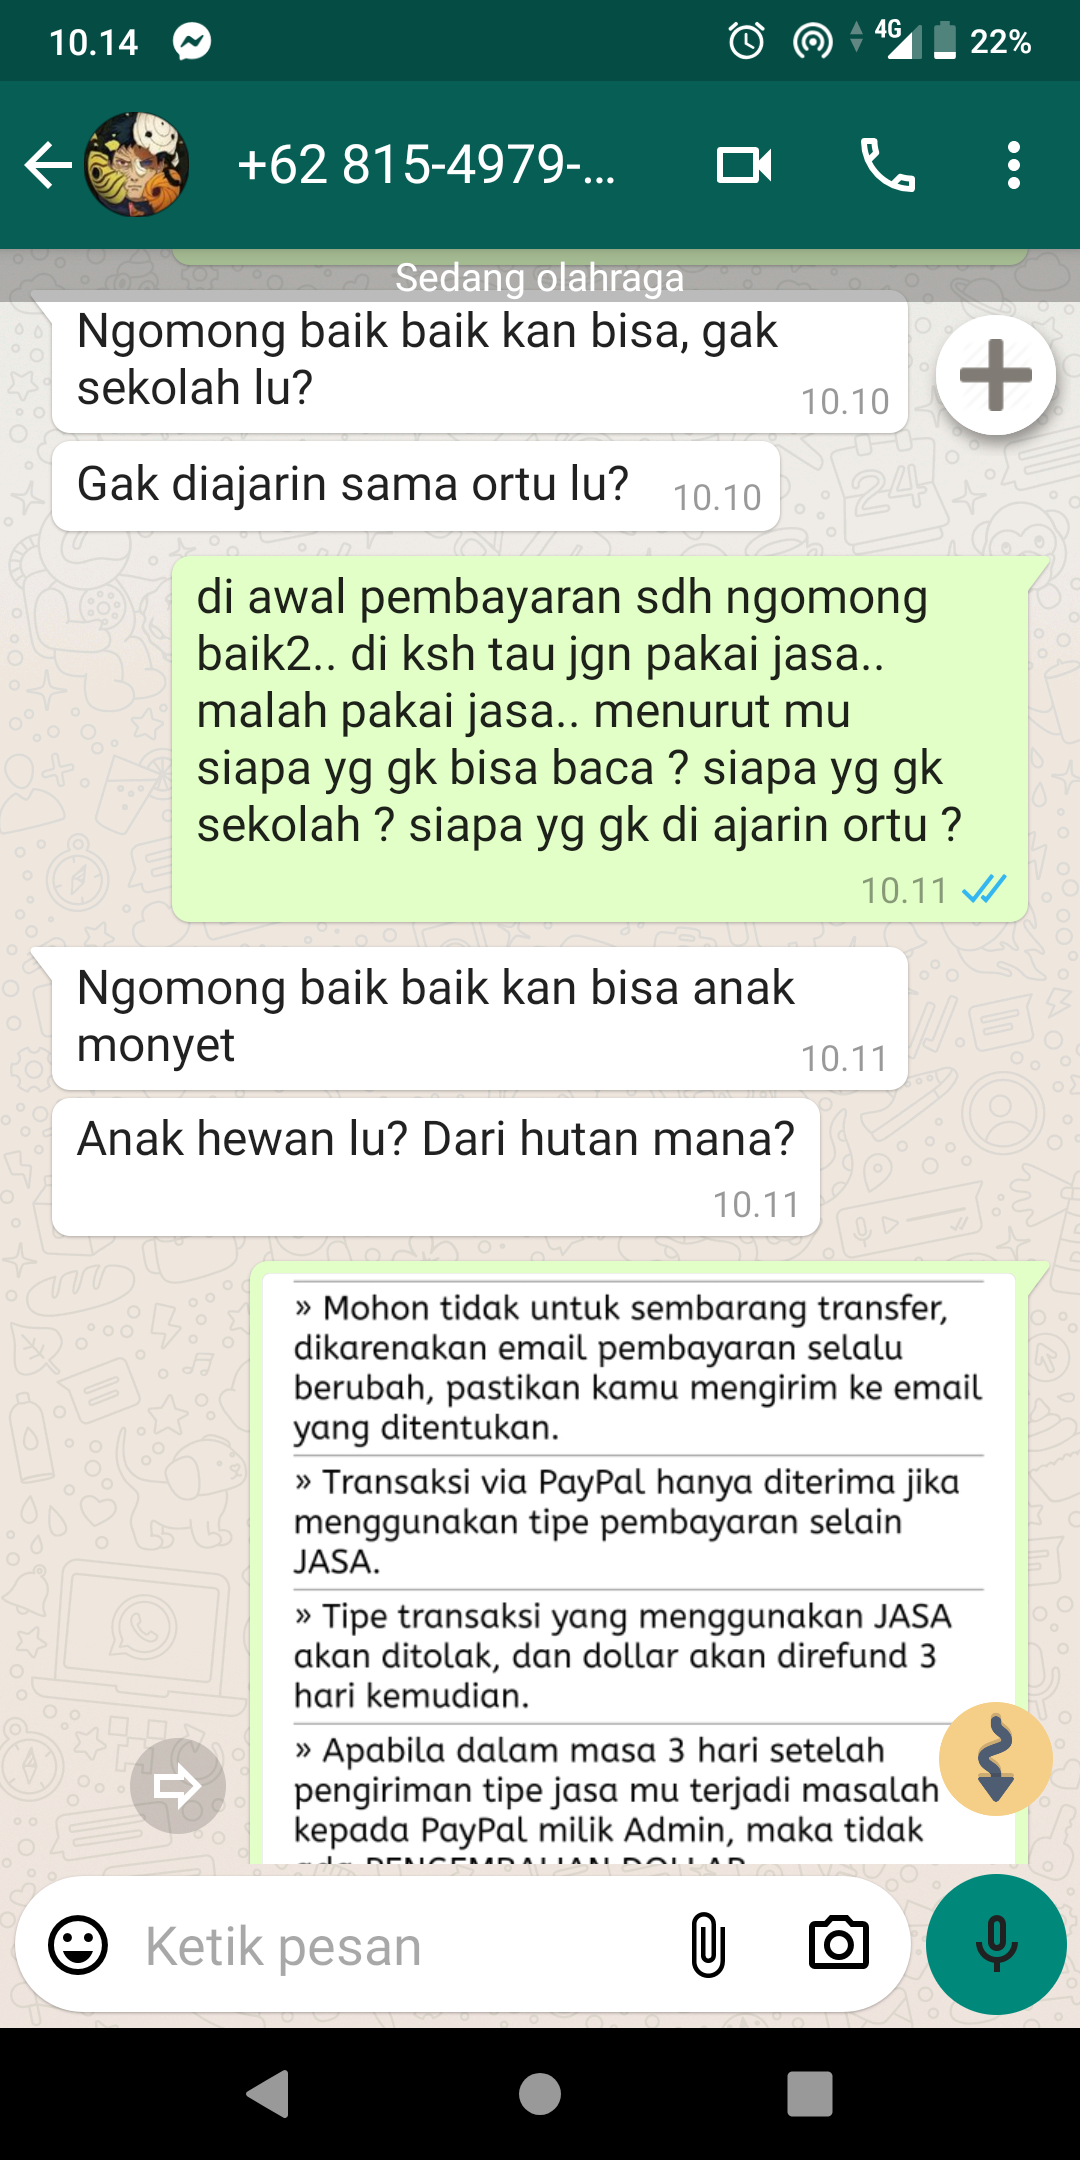 10.14
4G
22%
+62 815-4979-...
Sedang olahraga
Ngomong baik baik kan bisa, gak
sekolah lu?
10.10
Gak diajarin sama ortu lu?
10.10
di awal pembayaran sdh ngomong
baik2.. di ksh tau jgn pakai jasa..
malah pakai jasa.. menurut mu
siapa yg gk bisa baca ? siapa yg gk
sekolah ? siapa yg gk di ajarin ortu ?
10.11
Ngomong baik baik kan bisa anak
monyet
10.11
Anak hewan lu? Dari hutan mana?
10.11
» Mohon tidak untuk sembarang transfer,
dikarenakan email pembayaran selalu
berubah, pastikan kamu mengirim ke email
yang ditentukan.
» Transaksi via PayPal hanya diterima jika
menggunakan tipe pembayaran selain
JASA.
» Tipe transaksi yang menggunakan JASA
akan ditolak, dan dollar akan direfund 3
hari kemudian.
» Apabila dalam masa 3 hari setelah
pengiriman tipe jasa mu terjadi masalah
kepada PayPal milik Admin, maka tidak
Ketik pesan